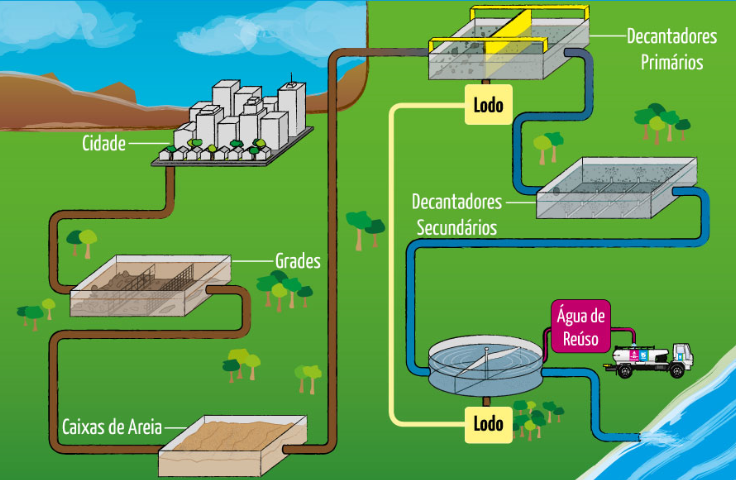 Decantadores
Primários
Lodo
Cidade
Decantadores
Secundários
Grades
Água de
Reúso
Caixas de Areia
Lodo